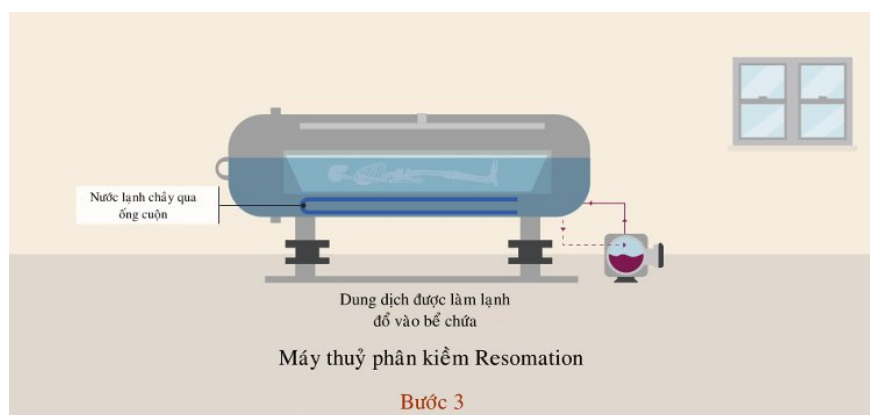 Nước lạnh chảy qua
ống cuộn
Dung dịch được làm lạnh
đổ vào bể chứa
Máy thuỷ phân kiềm Resomation
Bước 3